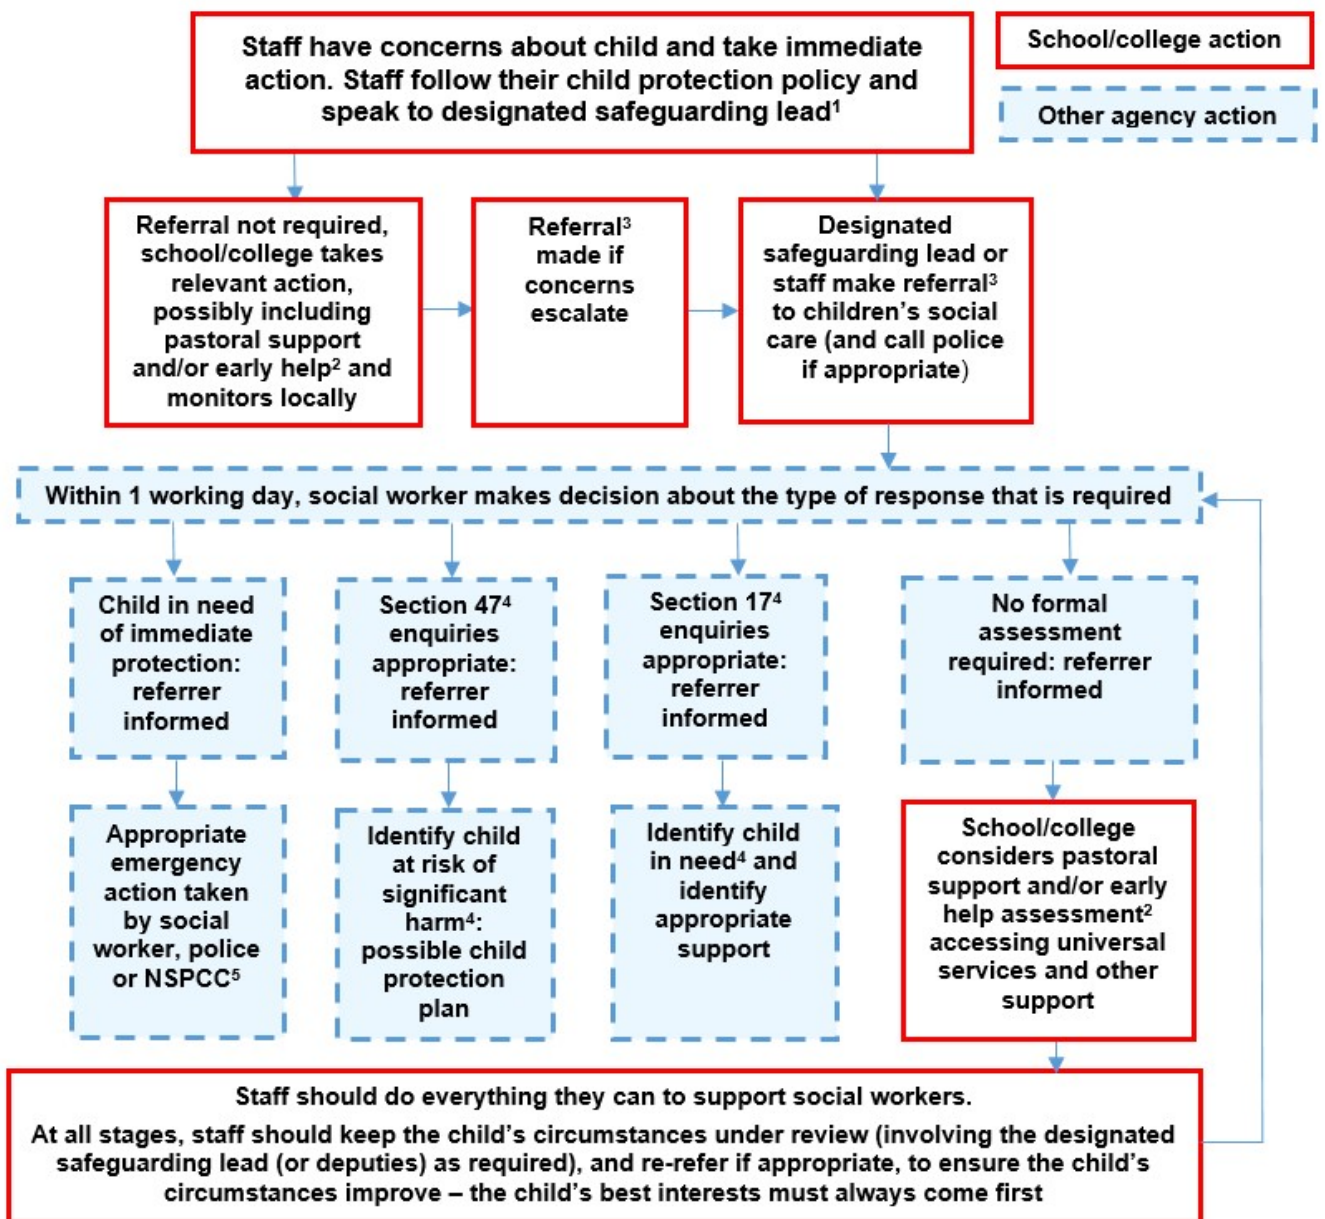 Staff have concerns about child and take immediate
action. Staff follow their child protection policy and
speak to designated safeguarding lead¹
School/college action
Other agency action
Referral not required,
school/college takes
relevant action,
possibly including
pastoral support
and/or early help² and
monitors locally
Referral³
made if
concerns
escalate
Designated
safeguarding lead or
staff make referral³
to children’s social
care (and call police
if appropriate)
Within 1 working day, social worker makes decision about the type of response that is required
Child in need
of immediate
protection:
referrer
informed
Section 47⁴
enquiries
appropriate:
referrer
informed
Section 17⁴
enquiries
appropriate:
referrer
informed
No formal
assessment
required: referrer
informed
Appropriate
emergency
action taken
by social
worker, police
or NSPCC⁵
Identify child
at risk of
significant
harm⁴:
possible child
protection
plan
Identify child
in need⁴ and
identify
appropriate
support
School/college
considers pastoral
support and/or early
help assessment²
accessing universal
services and other
support
Staff should do everything they can to support social workers.
At all stages, staff should keep the child’s circumstances under review (involving the designated
safeguarding lead (or deputies) as required), and re-refer if appropriate, to ensure the child’s
circumstances improve – the child’s best interests must always come first